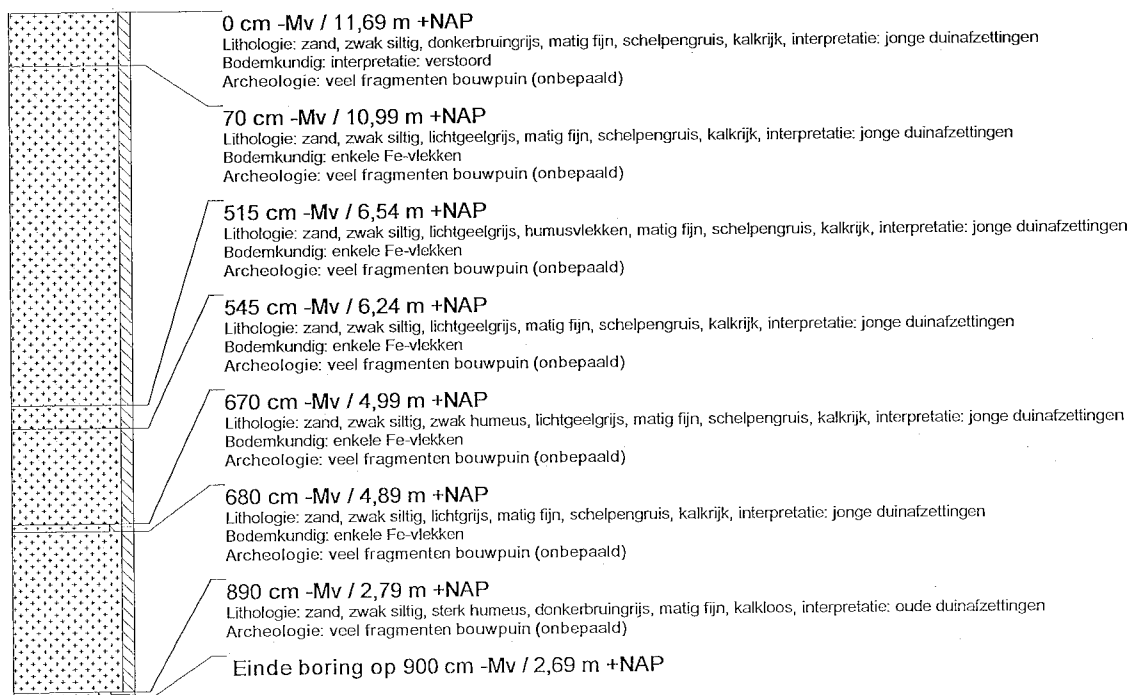 0 cm -Mv / 11,69 m +NAP
Lithologie: zand, zwak siltig, donkerbruingrijs, matig fijn, schelpengruis, kalkrijk, interpretatie: jonge duinafzettingen
Bodemkundig: interpretatie: verstoord
Archeologie: veel fragmenten bouwpuin (onbepaald)
70 cm -Mv / 10,99 m +NAP
Lithologie: zand, zwak siltig, lichtgeelgrijs, matig fijn, schelpengruis, kalkrijk, interpretatie: jonge duinafzettingen
Bodemkundig: enkele Fe-vlekken
Archeologie: veel fragmenten bouwpuin (onbepaald)
515 cm -Mv / 6,54 m +NAP
Lithologie: zand, zwak siltig, lichtgeelgrijs, humusvlekken, matig fijn, schelpengruis, kalkrijk, interpretatie: jonge duinafzettingen
Bodemkundig: enkele Fe-vlekken
Archeologie: veel fragmenten bouwpuin (onbepaald)
545 cm -Mv / 6,24 m +NAP
Lithologie: zand, zwak siltig, lichtgeelgrijs, matig fijn, schelpengruis, kalkrijk, interpretatie: jonge duinafzettingen
Bodemkundig: enkele Fe-vlekken
Archeologie: veel fragmenten bouwpuin (onbepaald)
670 cm -Mv / 4,99 m +NAP
Lithologie: zand, zwak siltig, zwak humeus, lichtgeelgrijs, matig fijn, schelpengruis, kalkrijk, interpretatie: jonge duinafzettingen
Bodemkundig: enkele Fe-vlekken
Archeologie: veel fragmenten bouwpuin (onbepaald)
680 cm -Mv / 4,89 m +NAP
Lithologie: zand, zwak siltig, lichtgrijs, matig fijn, schelpengruis, kalkrijk, interpretatie: jonge duinafzettingen
Bodemkundig: enkele Fe-vlekken
Archeologie: veel fragmenten bouwpuin (onbepaald)
890 cm -Mv / 2,79 m +NAP
Lithologie: zand, zwak siltig, sterk humeus, donkerbruingrijs, matig fijn, kalkloos, interpretatie: oude duinafzettingen
Archeologie: veel fragmenten bouwpuin (onbepaald)
Einde boring op 900 cm -Mv / 2,69 m +NAP